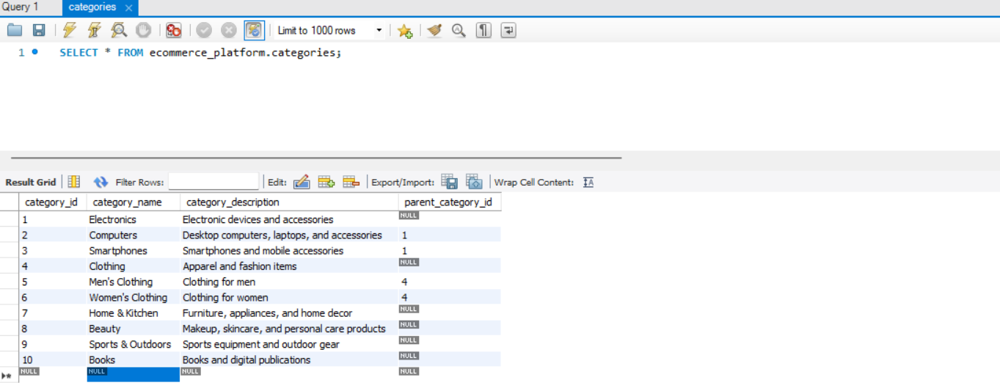 Query 1 categories ×
Limit to 1000 rows
1 SELECT * FROM ecommerce_platform.categories;
Result Grid Filter Rows: Edit: Export/Import: Wrap Cell Content:
category_id category_name category_description parent_category_id
1 Electronics Electronic devices and accessories NULL
2 Computers Desktop computers, laptops, and accessories 1
3 Smartphones Smartphones and mobile accessories 1
4 Clothing Apparel and fashion items NULL
5 Men's Clothing Clothing for men 4
6 Women's Clothing Clothing for women 4
7 Home & Kitchen Furniture, appliances, and home decor NULL
8 Beauty Makeup, skincare, and personal care products NULL
9 Sports & Outdoors Sports equipment and outdoor gear NULL
10 Books Books and digital publications NULL
NULL NULL NULL NULL